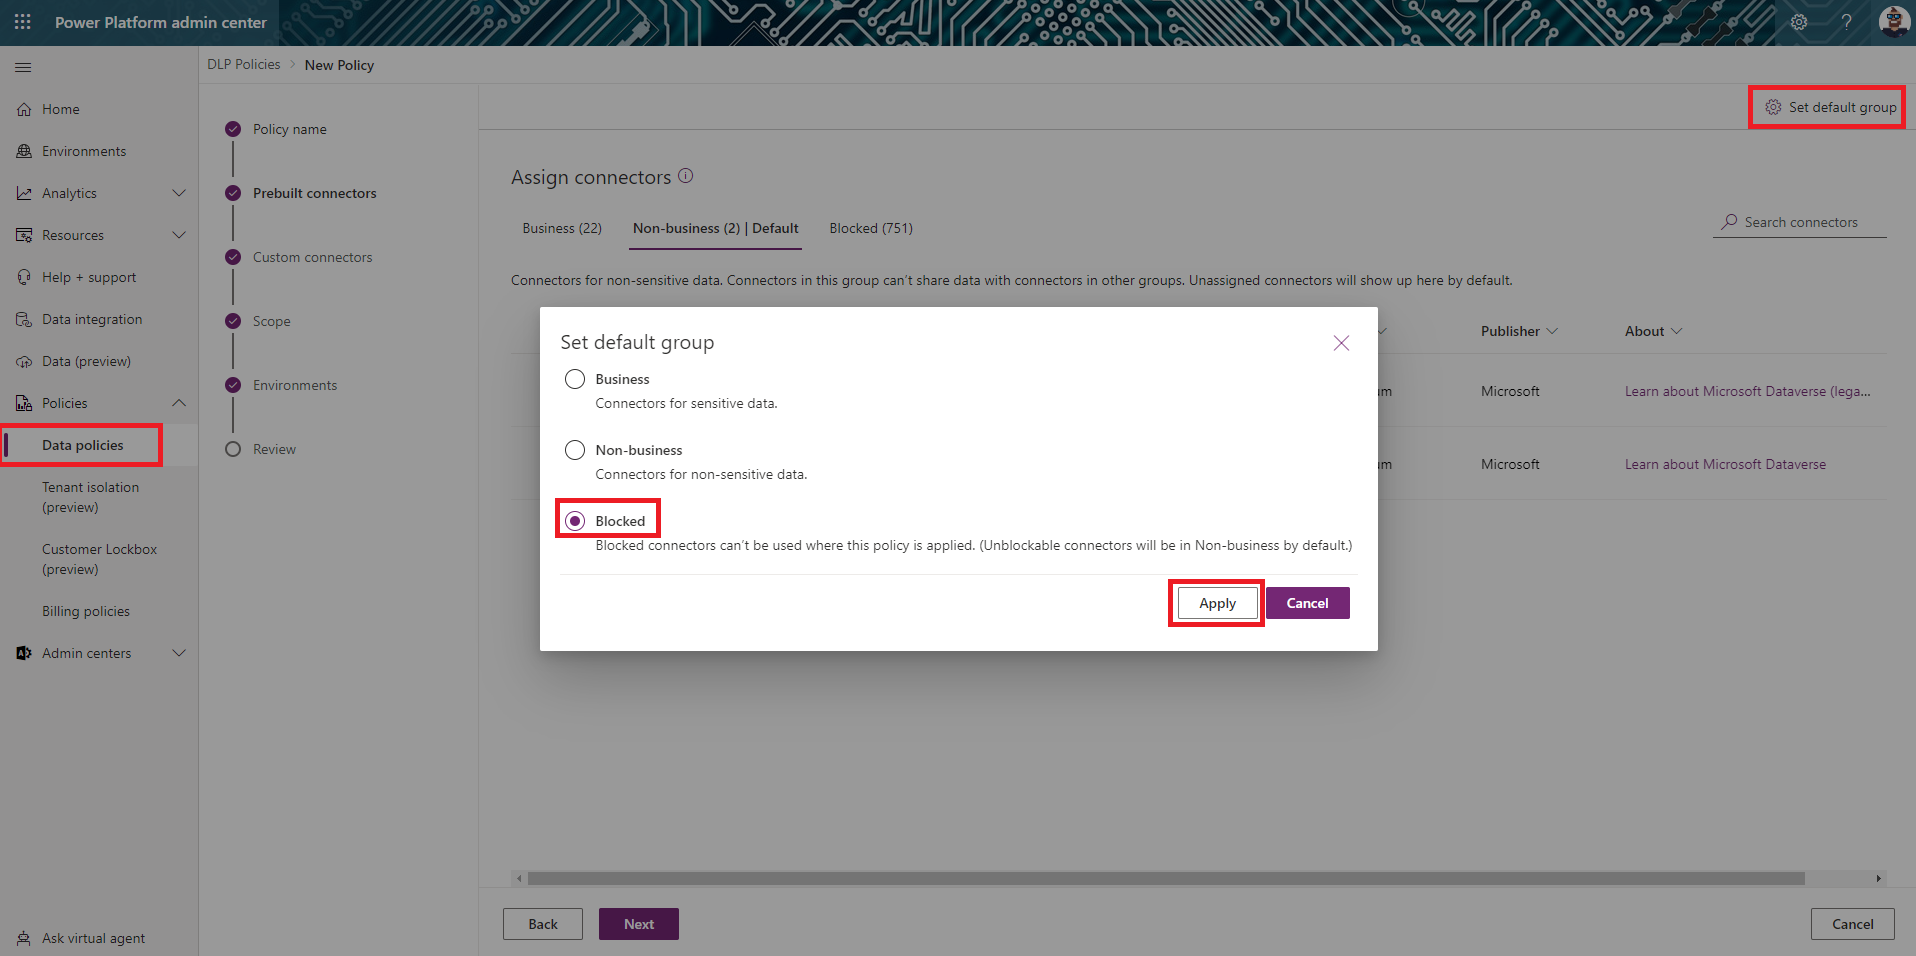 Power Platform admin center
?
DLP Policies > New Policy
Home
Environments
Analytics
Resources
Help + support
Data integration
Data (preview)
Policies
Data policies
Tenant isolation
(preview)
Customer Lockbox
(preview)
Billing policies
Admin centers
Ask virtual agent
Policy name
Prebuilt connectors
Custom connectors
Scope
Environments
Review
Set default group
Assign connectors
Business (22)
Non-business (2) | Default
Blocked (751)
Search connectors
Connectors for non-sensitive data. Connectors in this group can't share data with connectors in other groups. Unassigned connectors will show up here by default.
Publisher
About
um
Microsoft
Learn about Microsoft Dataverse (lega...
um
Microsoft
Learn about Microsoft Dataverse
Set default group
Business
Connectors for sensitive data.
Non-business
Connectors for non-sensitive data.
Blocked
Blocked connectors can't be used where this policy is applied. (Unblockable connectors will be in Non-business by default.)
Apply
Cancel
Back
Next
Cancel